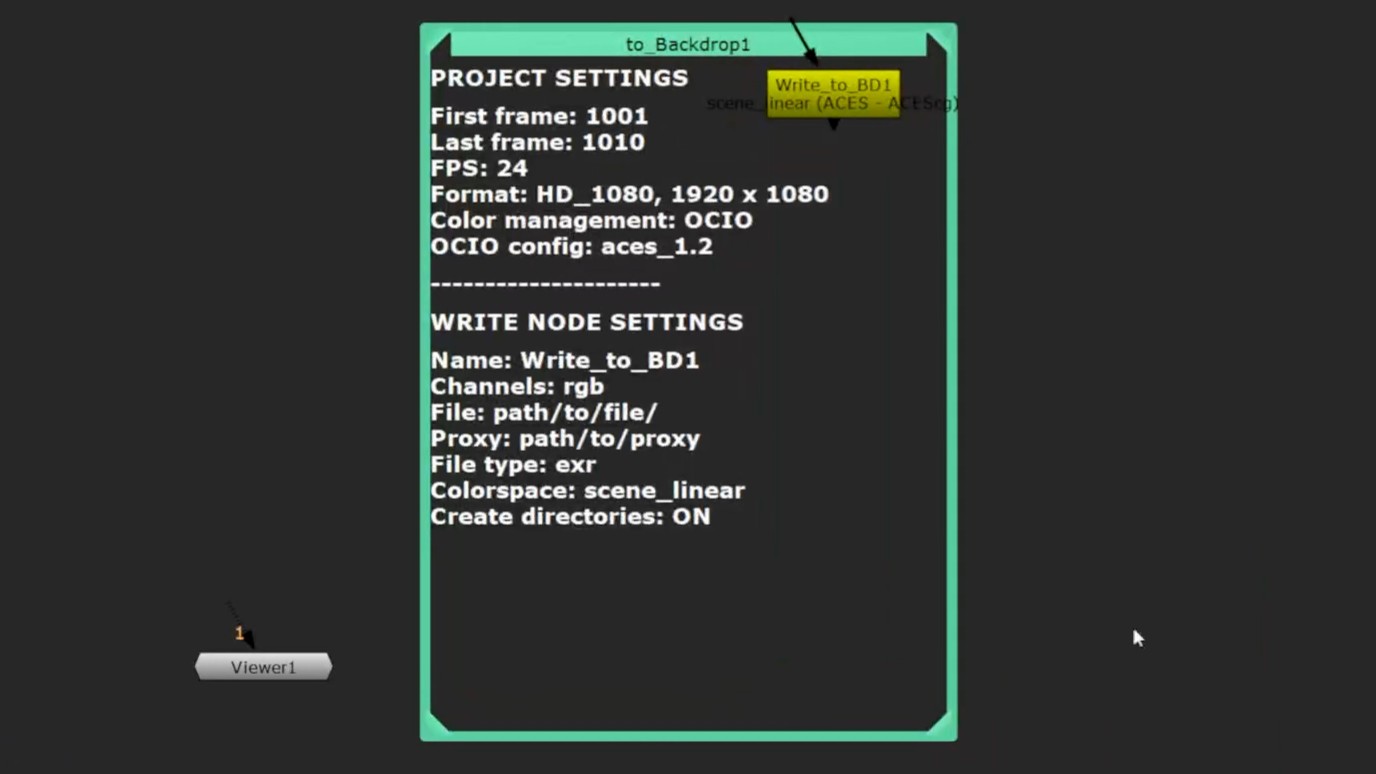 to_Backdrop1
PROJECT SETTINGS
Write_to_BD1
scene_linear (ACES - ACEScg)
First frame: 1001
Last frame: 1010
FPS: 24
Format: HD_1080, 1920 x 1080
Color management: OCIO
OCIO config: aces_1.2
---------------------
WRITE NODE SETTINGS
Name: Write_to_BD1
Channels: rgb
File: path/to/file/
Proxy: path/to/proxy
File type: exr
Colorspace: scene_linear
Create directories: ON
1
Viewer1